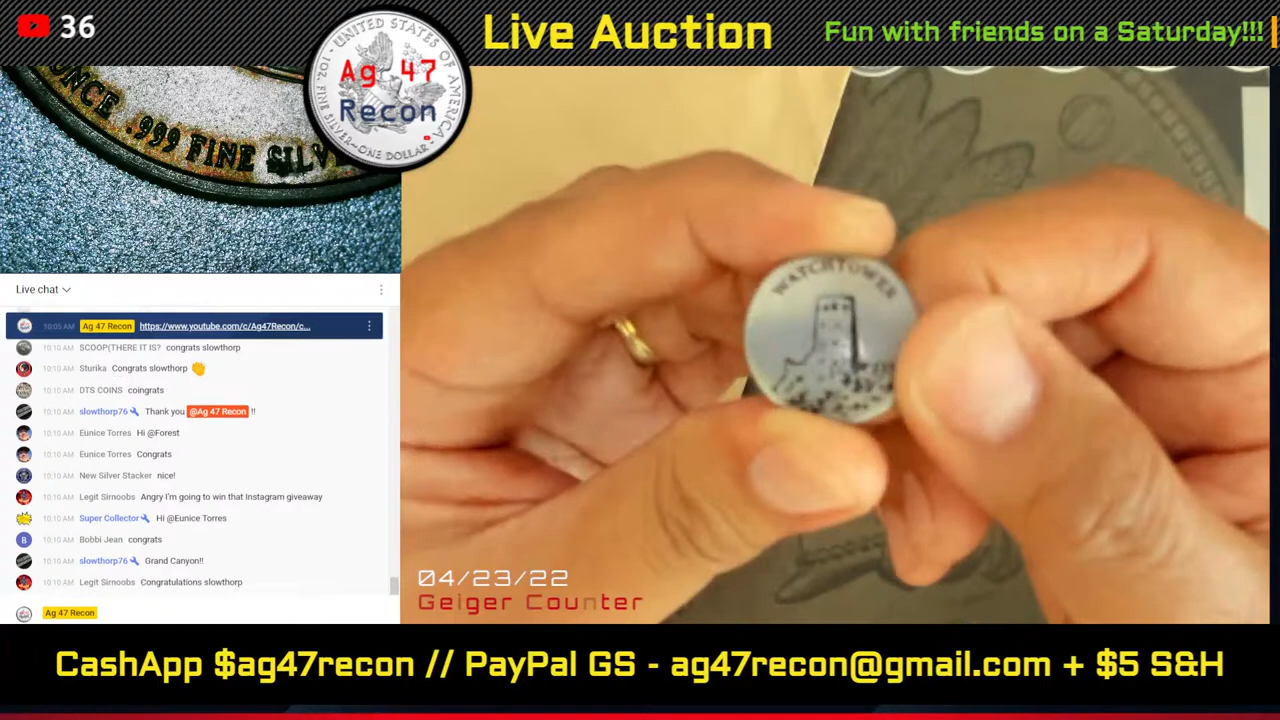 36
Live Auction
Fun with friends on a Saturday!!!
UNITED STATES OF AMERICA
1 OZ. FINE SILVER~ONE DOLLAR
Ag 47
Recon
OUNCE .999 FINE SILVER
WATCHTOWER
Live chat
10:05 AM Ag 47 Recon https://www.youtube.com/c/Ag47Recon/c...
10:10 AM SCOOP(THERE IT IS? congrats slowthorp
10:10 AM Sturika Congrats slowthorp 👏
10:10 AM DTS COINS coingrats
10:10 AM slowthorp76 Thank you @Ag 47 Recon !!
10:10 AM Eunice Torres Hi @Forest
10:10 AM Eunice Torres Congrats
10:10 AM New Silver Stacker nice!
10:10 AM Legit Sirnoobs Angry I'm going to win that Instagram giveaway
10:10 AM Super Collector Hi @Eunice Torres
10:10 AM B Bobbi Jean congrats
10:10 AM slowthorp76 Grand Canyon!!
10:10 AM Legit Sirnoobs Congratulations slowthorp
Ag 47 Recon
04/23/22
Geiger Counter
CashApp $ag47recon // PayPal GS - ag47recon@gmail.com + $5 S&H